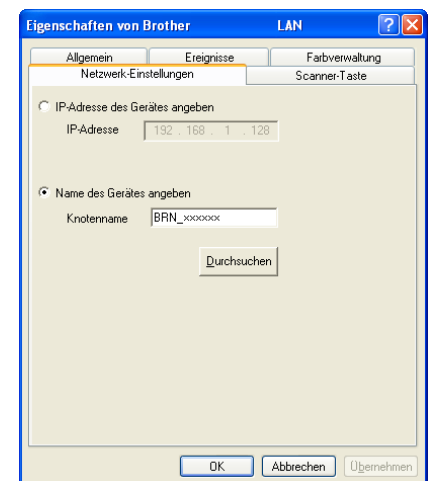 Eigenschaften von Brother LAN
Allgemein Ereignisse Farbverwaltung
Netzwerk-Einstellungen Scanner-Taste
IP-Adresse des Gerätes angeben
IP-Adresse 192 . 168 . 1 . 128
Name des Gerätes angeben
Knotenname BRN_xxxxxx
Durchsuchen
OK Abbrechen Übernehmen